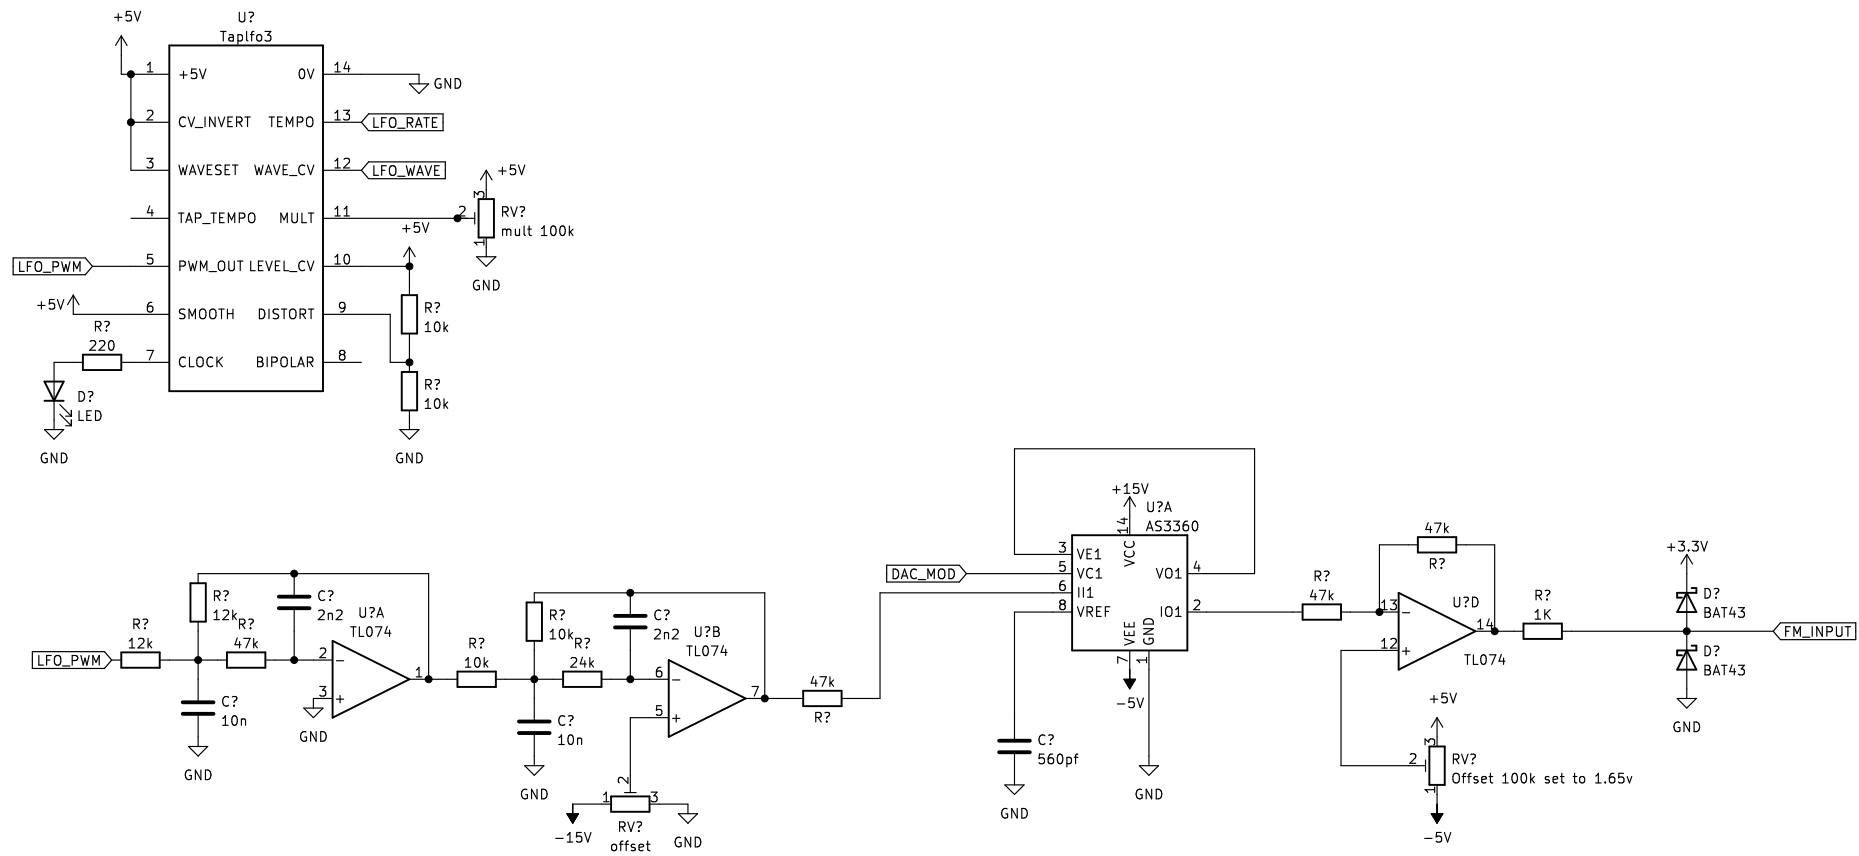 +5V
U?
Taplfo3
1 +5V 0V 14
GND
2 CV_INVERT TEMPO 13 LFO_RATE
3 WAVESET WAVE_CV 12 LFO_WAVE
+5V
3
4 TAP_TEMPO MULT 11
2
RV?
mult 100k
1
GND
+5V
LFO_PWM 5 PWM_OUT LEVEL_CV 10
+5V
6 SMOOTH DISTORT 9
R?
10k
R?
220
7 CLOCK BIPOLAR 8
R?
10k
D?
LED
GND
GND
LFO_PWM
R?
12k
R?
12k
R?
47k
C?
10n
GND
C?
2n2
U?A
TL074
2
3
1
−
+
GND
R?
10k
R?
10k
R?
24k
C?
10n
GND
C?
2n2
U?B
TL074
6
5
7
−
+
2
1
3
−15V
RV?
offset
GND
47k
R?
DAC_MOD
+15V
U?A
AS3360
14
VCC
3 VE1
5 VC1
VO1 4
6 II1
8 VREF
IO1 2
VEE
GND
7
1
−5V
C?
560pf
GND
GND
R?
47k
47k
R?
U?D
13
12
14
−
+
TL074
R?
1K
+3.3V
D?
BAT43
FM_INPUT
D?
BAT43
GND
+5V
3
2
1
RV?
Offset 100k set to 1.65v
−5V